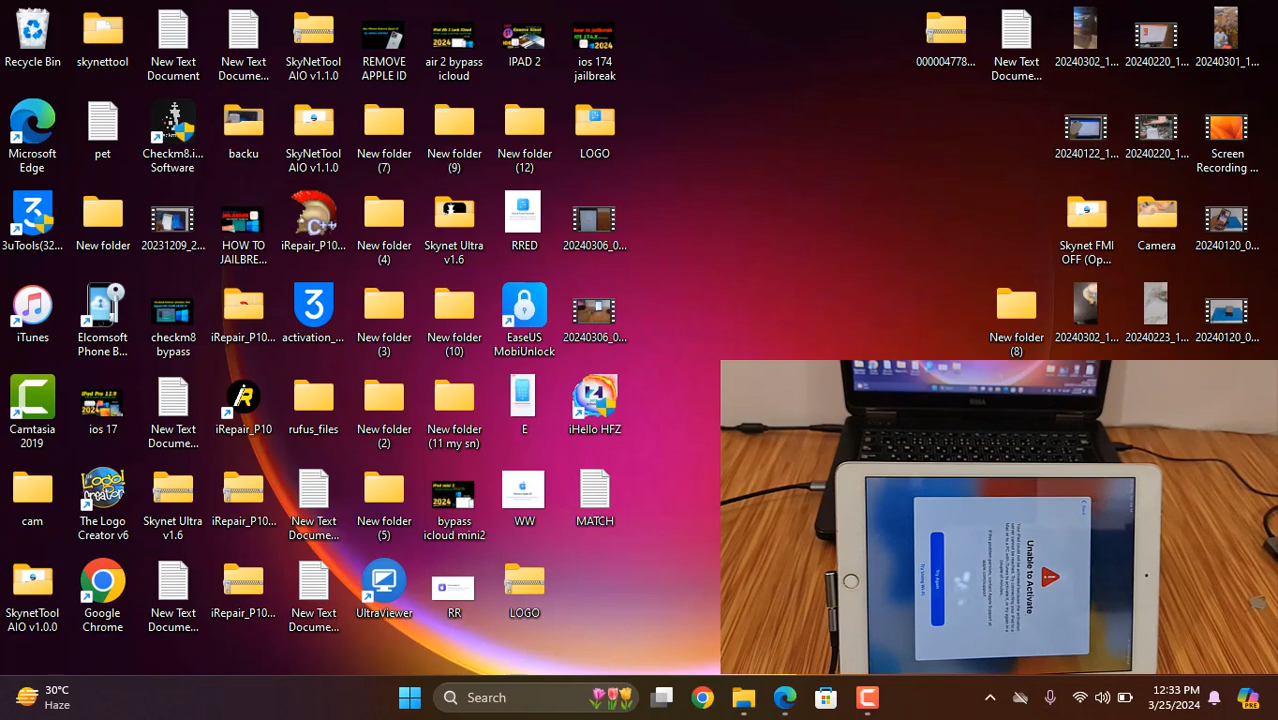 Recycle Bin
skynettool
New Text
Document
New Text
Docume...
SkyNetTool
AIO v1.1.0
REMOVE
APPLE ID
air 2 bypass
icloud
IPAD 2
ios 174
jailbreak
000004778...
New Text
Docume...
20240302_1...
20240220_1...
20240301_1...
Microsoft
Edge
pet
Checkm8.i...
Software
backu
SkyNetTool
AIO v1.1.0
New folder
(7)
New folder
(9)
New folder
(12)
LOGO
20240122_1...
20240220_1...
Screen
Recording ...
3uTools(32...
New folder
20231209_2...
HOW TO
JAILBRE...
iRepair_P10...
New folder
(4)
Skynet Ultra
v1.6
RRED
20240306_0...
Skynet FMI
OFF (Op...
Camera
20240120_0...
iTunes
Elcomsoft
Phone B...
checkm8
bypass
iRepair_P10...
activation_...
New folder
(3)
New folder
(10)
EaseUS
MobiUnlock
20240306_0...
New folder
(8)
20240302_1...
20240223_1...
20240120_0...
Camtasia
2019
ios 17
New Text
Docume...
iRepair_P10
rufus_files
New folder
(2)
New folder
(11 my sn)
E
iHello HFZ
cam
The Logo
Creator v6
Skynet Ultra
v1.6
iRepair_P10...
New Text
Docume...
New folder
(5)
bypass
icloud mini2
WW
MATCH
SkynetTool
AIO v1.0.0
Google
Chrome
New Text
Docume...
iRepair_P10...
New Text
Docume...
UltraViewer
RR
LOGO
Unable to Activate
Try Again
Try Using Wi-Fi
30°C
Haze
Search
12:33 PM
3/25/2024
PRE